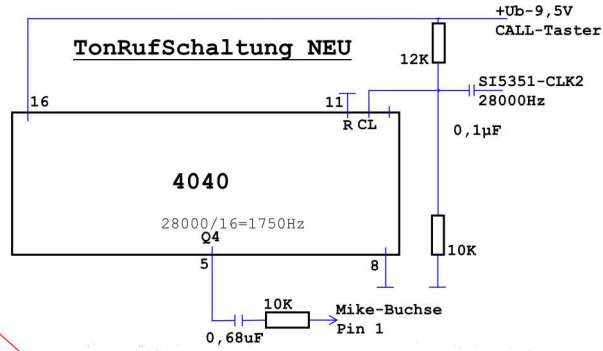 +Ub-9,5V
CALL-Taster
TonRufSchaltung NEU
12K
SI5351-CLK2
28000Hz
16
11
R CL
0,1µF
4040
28000/16=1750Hz
Q4
5
8
10K
10K
Mike-Buchse
Pin 1
0,68uF